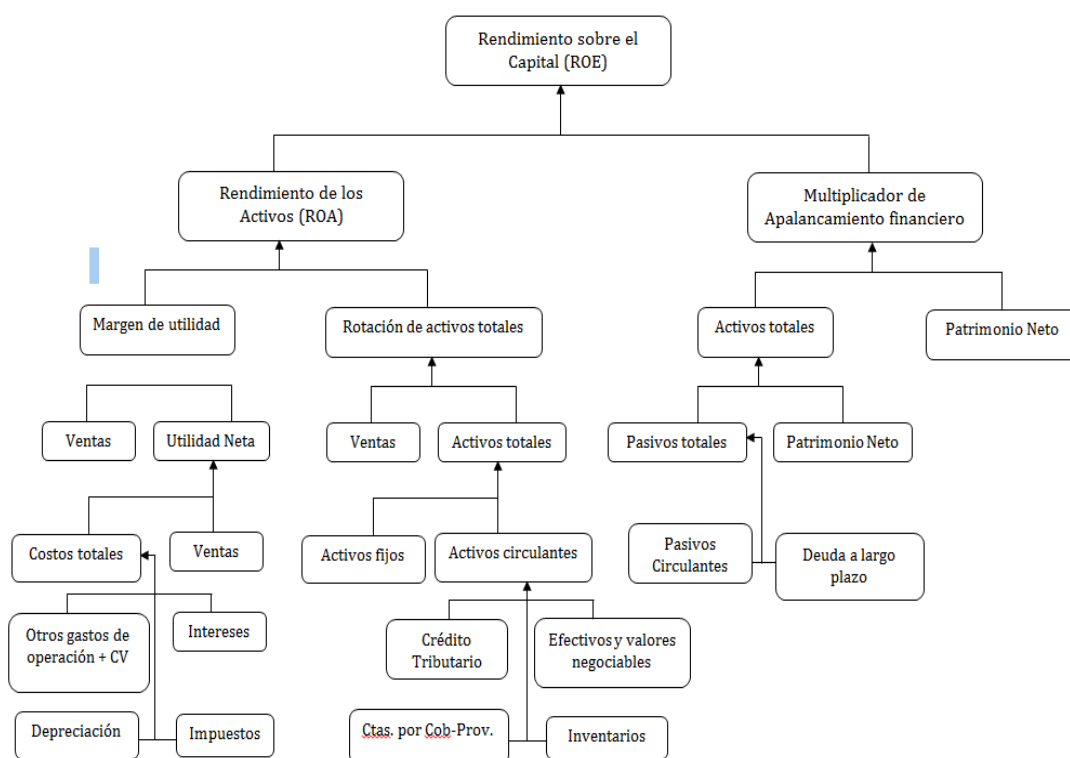 Rendimiento sobre el
Capital (ROE)
Rendimiento de los
Activos (ROA)
Multiplicador de
Apalancamiento financiero
Margen de utilidad
Rotación de activos totales
Activos totales
Patrimonio Neto
Ventas
Utilidad Neta
Ventas
Activos totales
Pasivos totales
Patrimonio Neto
Costos totales
Ventas
Activos fijos
Activos circulantes
Pasivos
Circulantes
Deuda a largo
plazo
Otros gastos de
operación + CV
Intereses
Crédito
Tributario
Efectivos y valores
negociables
Depreciación
Impuestos
Ctas. por Cob-Prov.
Inventarios